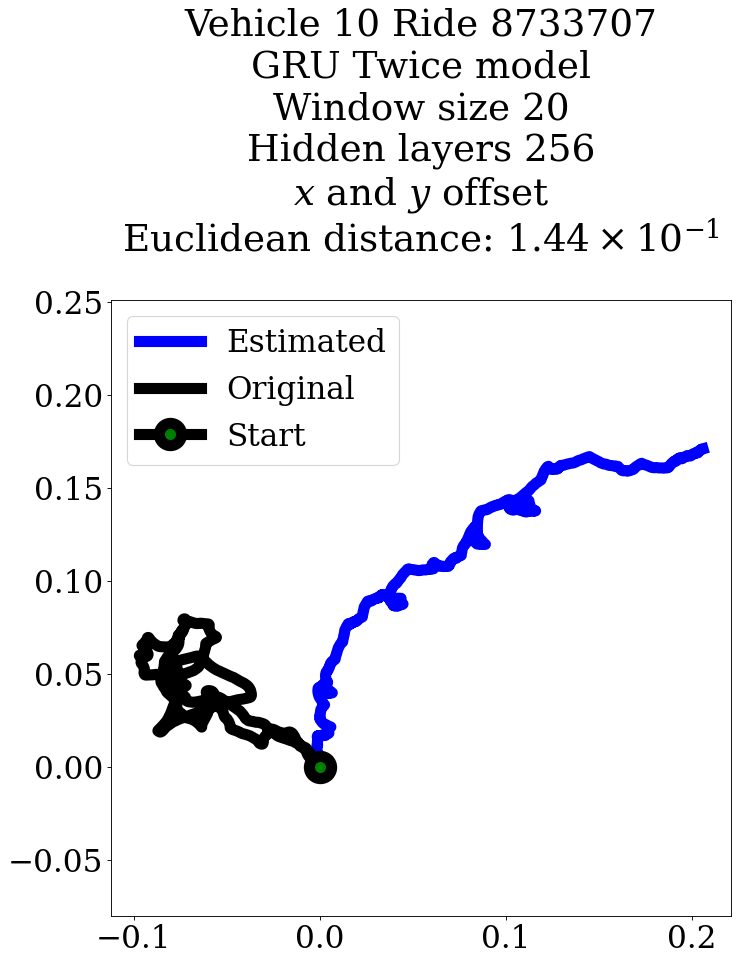 Vehicle 10 Ride 8733707
GRU Twice model
Window size 20
Hidden layers 256
x and y offset
Euclidean distance: 1.44 × 10⁻¹
0.25
0.20
0.15
0.10
0.05
0.00
−0.05
Estimated
Original
Start
−0.1 0.0 0.1 0.2